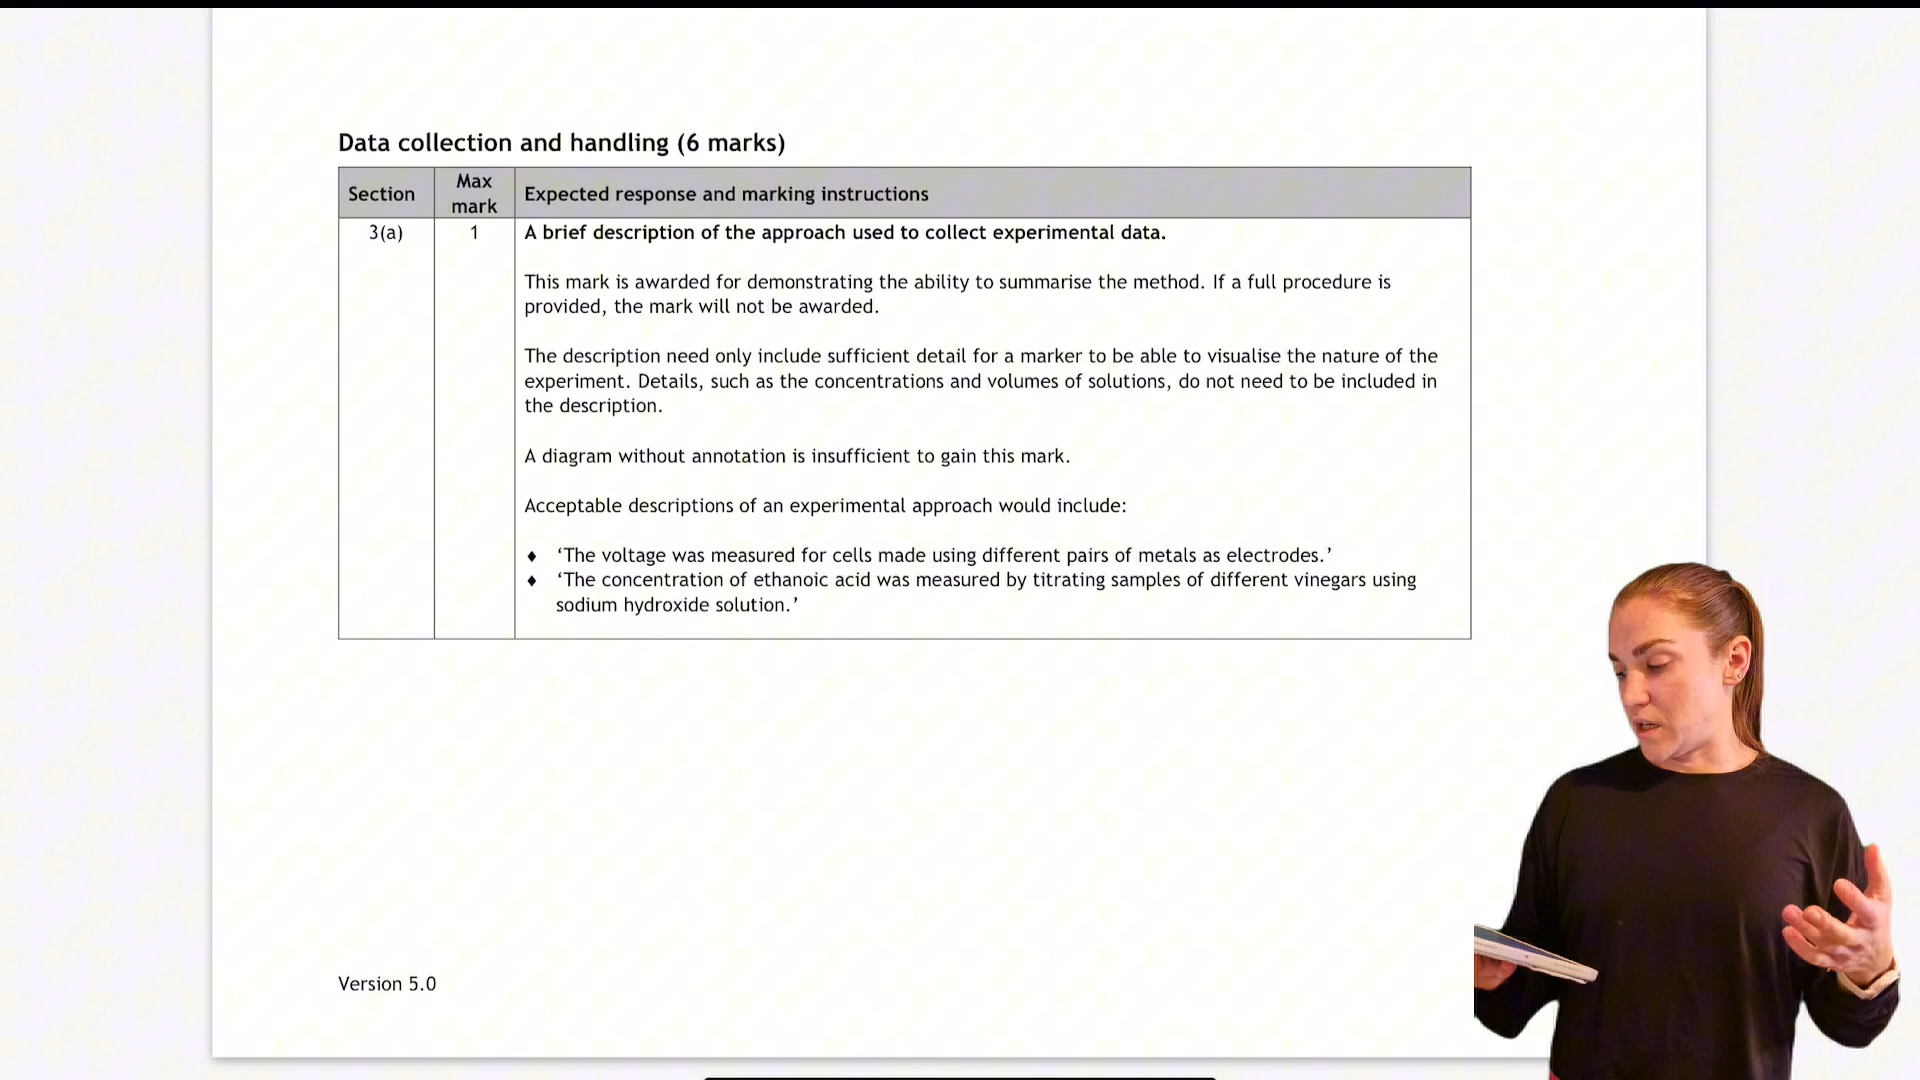 Data collection and handling (6 marks)
Section
Max
mark
Expected response and marking instructions
3(a)
1
A brief description of the approach used to collect experimental data.
This mark is awarded for demonstrating the ability to summarise the method. If a full procedure is
provided, the mark will not be awarded.
The description need only include sufficient detail for a marker to be able to visualise the nature of the
experiment. Details, such as the concentrations and volumes of solutions, do not need to be included in
the description.
A diagram without annotation is insufficient to gain this mark.
Acceptable descriptions of an experimental approach would include:
♦ ‘The voltage was measured for cells made using different pairs of metals as electrodes.’
♦ ‘The concentration of ethanoic acid was measured by titrating samples of different vinegars using
sodium hydroxide solution.’
Version 5.0